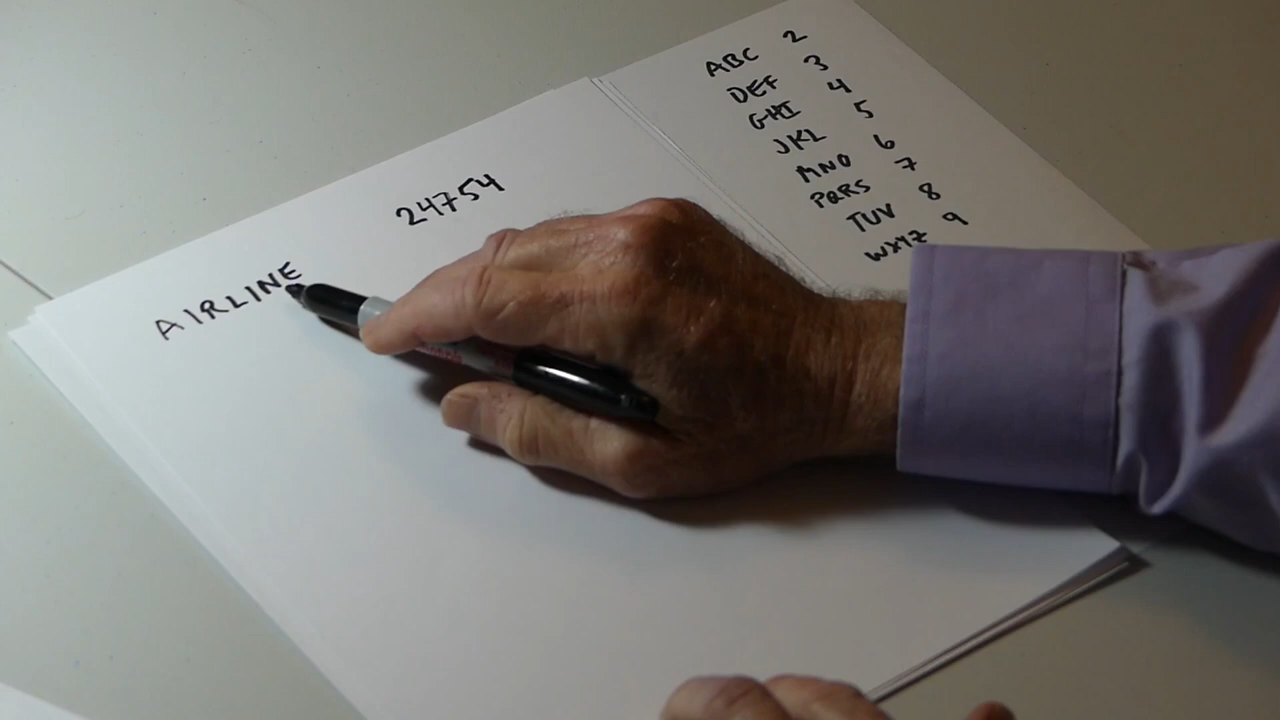 24754
AIRLINE
ABC 2
DEF 3
GHI 4
JKL 5
MNO 6
PQRS 7
TUV 8
WXYZ 9